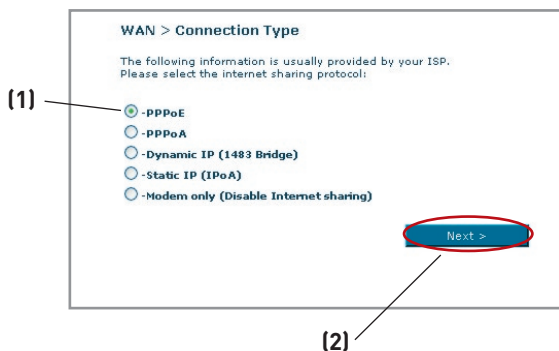 WAN > Connection Type
The following information is usually provided by your ISP.
Please select the internet sharing protocol:
(1)
-PPPoE
-PPPoA
-Dynamic IP (1483 Bridge)
-Static IP (IPoA)
-Modem only (Disable Internet sharing)
Next >
(2)